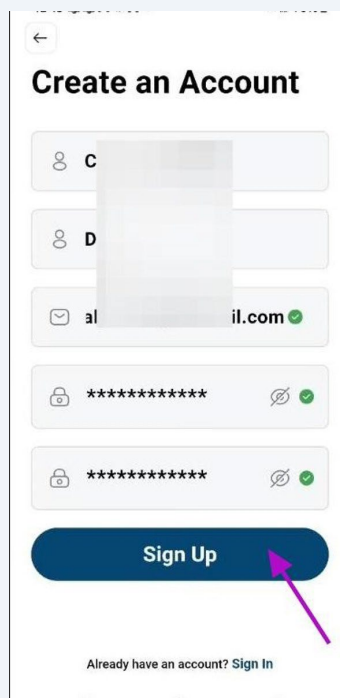 Create an Account
C
D
al
il.com
************
************
Sign Up
Already have an account? Sign In